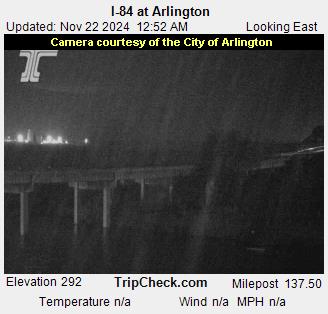 I-84 at Arlington
Updated: Nov 22 2024 12:52 AM Looking East
Camera courtesy of the City of Arlington
Elevation 292 TripCheck.com Milepost 137.50
Temperature n/a Wind n/a MPH n/a